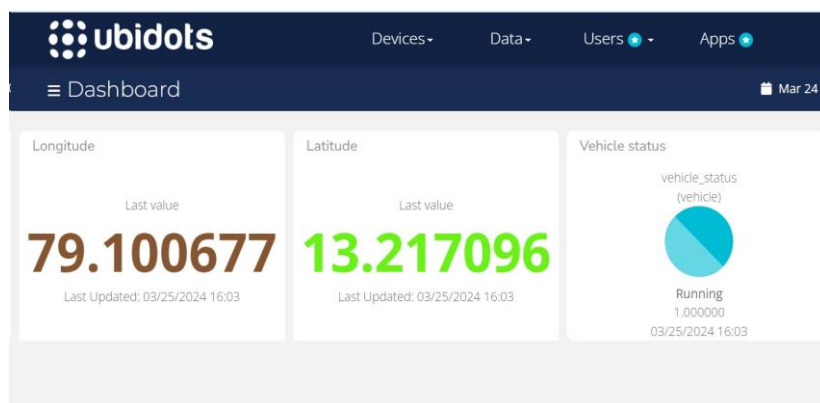 ubidots
Devices
Data
Users
Apps
Dashboard
Mar 24
Longitude
Last value
79.100677
Last Updated: 03/25/2024 16:03
Latitude
Last value
13.217096
Last Updated: 03/25/2024 16:03
Vehicle status
vehicle_status
(vehicle)
Running
1.000000
03/25/2024 16:03